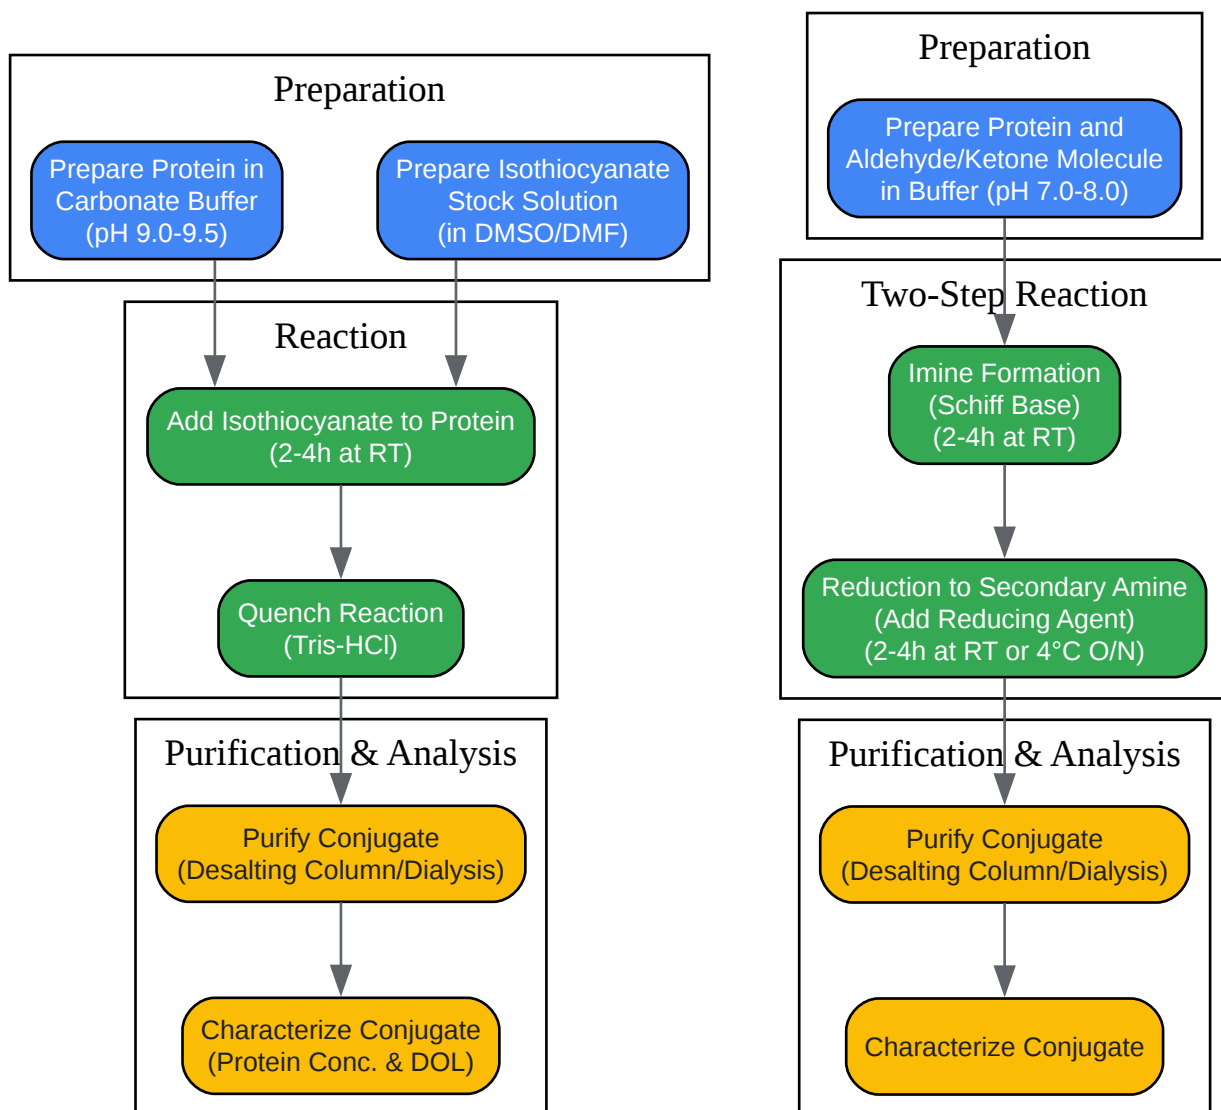 Preparation
Prepare Protein in
Carbonate Buffer
(pH 9.0-9.5)
Prepare Isothiocyanate
Stock Solution
(in DMSO/DMF)
Reaction
Add Isothiocyanate to Protein
(2-4h at RT)
Quench Reaction
(Tris-HCl)
Purification & Analysis
Purify Conjugate
(Desalting Column/Dialysis)
Characterize Conjugate
(Protein Conc. & DOL)
Preparation
Prepare Protein and
Aldehyde/Ketone Molecule
in Buffer (pH 7.0-8.0)
Two-Step Reaction
Imine Formation
(Schiff Base)
(2-4h at RT)
Reduction to Secondary Amine
(Add Reducing Agent)
(2-4h at RT or 4°C O/N)
Purification & Analysis
Purify Conjugate
(Desalting Column/Dialysis)
Characterize Conjugate